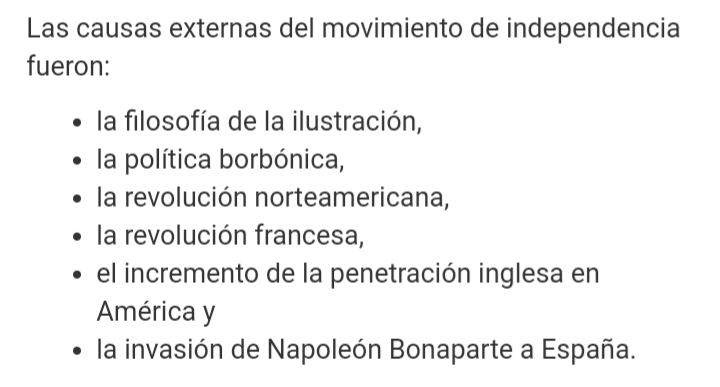 Las causas externas del movimiento de independencia
fueron:
• la filosofía de la ilustración,
• la política borbónica,
• la revolución norteamericana,
• la revolución francesa,
• el incremento de la penetración inglesa en
América y
• la invasión de Napoleón Bonaparte a España.